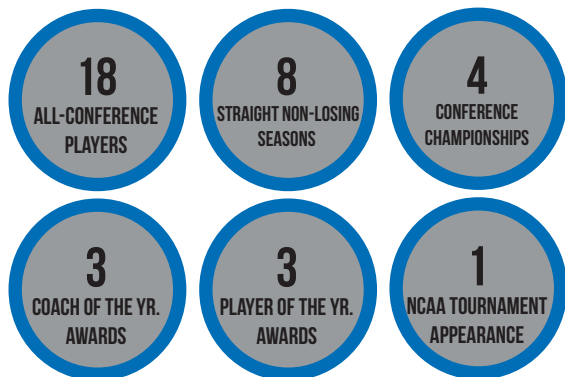 18
ALL-CONFERENCE
PLAYERS
8
STRAIGHT NON-LOSING
SEASONS
4
CONFERENCE
CHAMPIONSHIPS
3
COACH OF THE YR.
AWARDS
3
PLAYER OF THE YR.
AWARDS
1
NCAA TOURNAMENT
APPEARANCE